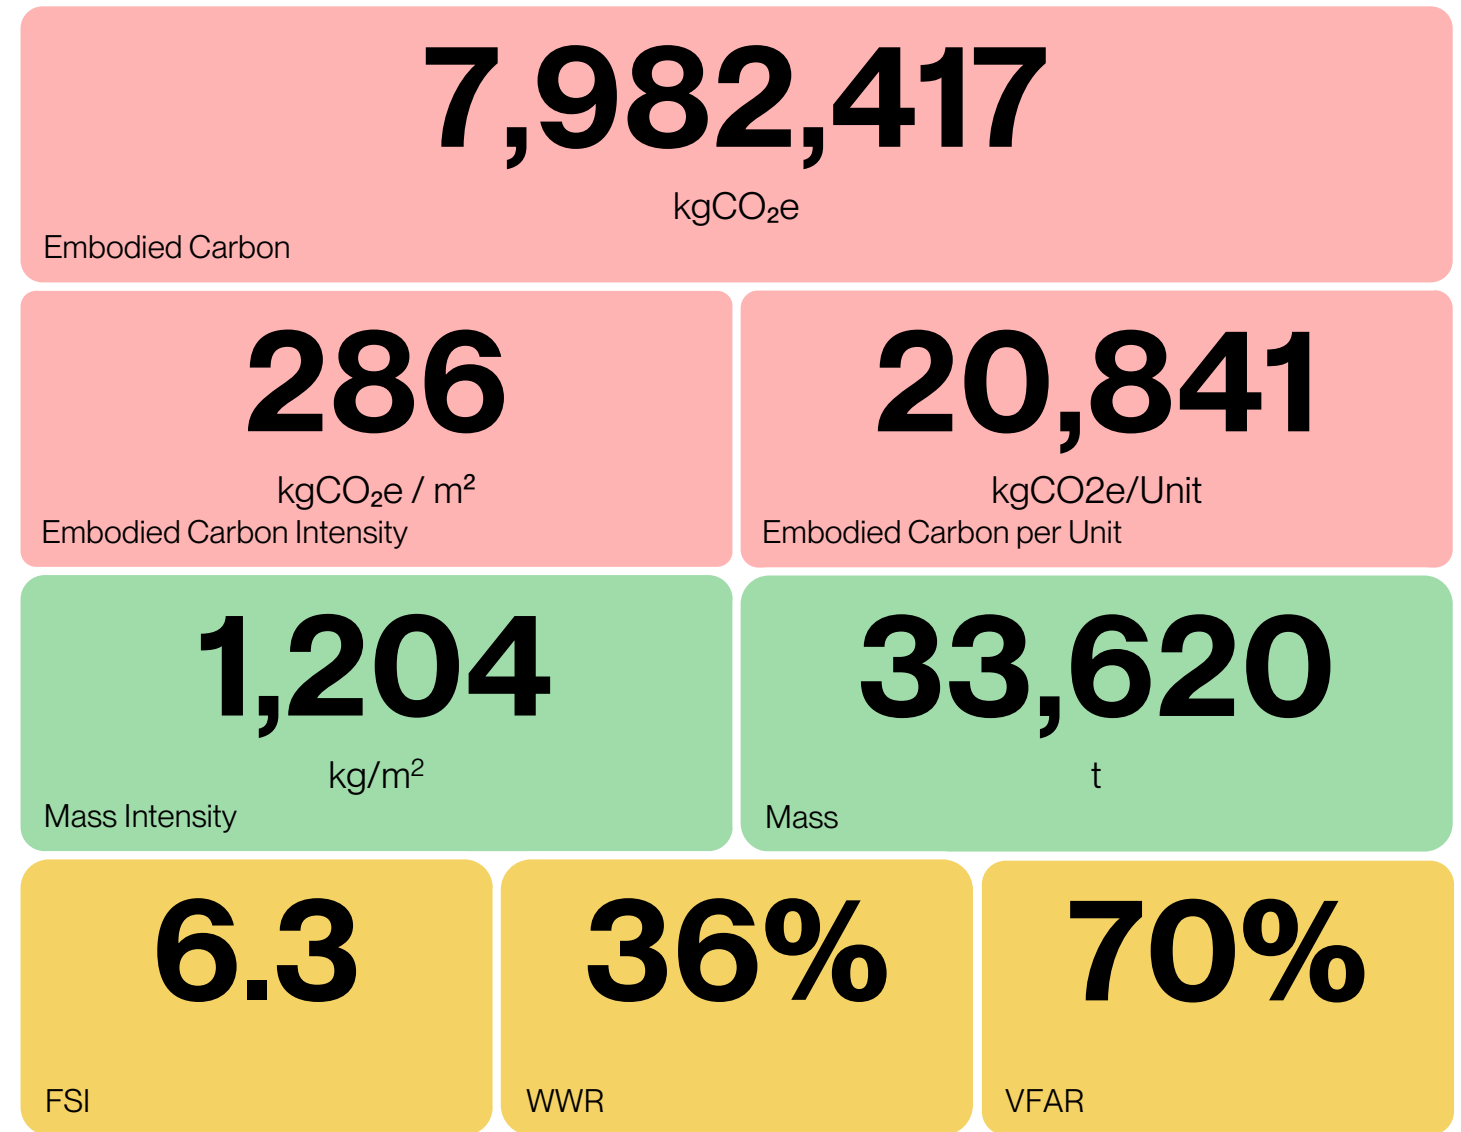 7,982,417
kgCO₂e
Embodied Carbon
286
kgCO₂e / m²
Embodied Carbon Intensity
20,841
kgCO2e/Unit
Embodied Carbon per Unit
1,204
kg/m²
Mass Intensity
33,620
t
Mass
6.3
FSI
36%
WWR
70%
VFAR